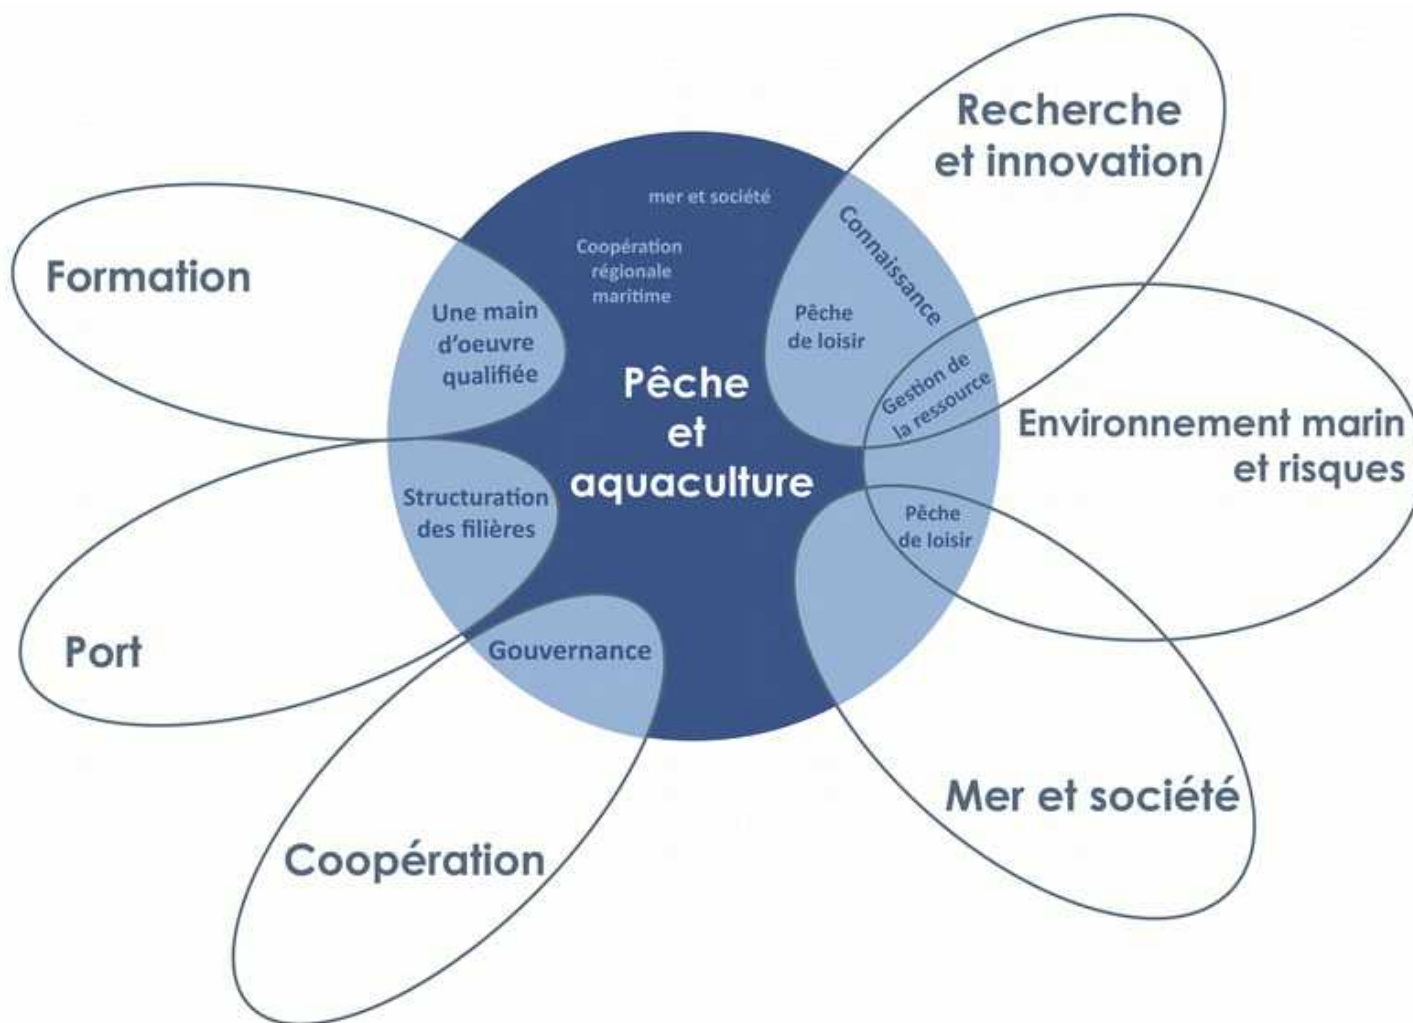 Recherche
et innovation
mer et société
Connaissance
Coopération
régionale
maritime
Formation
Une main
d'oeuvre
qualifiée
Pêche
de loisir
Gestion de
la ressource
Pêche
et
aquaculture
Environnement marin
et risques
Structuration
des filières
Pêche
de loisir
Port
Gouvernance
Mer et société
Coopération